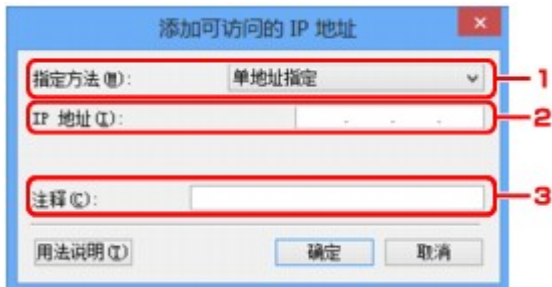 添加可访问的 IP 地址
指定方法(M): 单地址指定 1
IP 地址(I): . . . 2
注释(C): 3
用法说明(T) 确定 取消